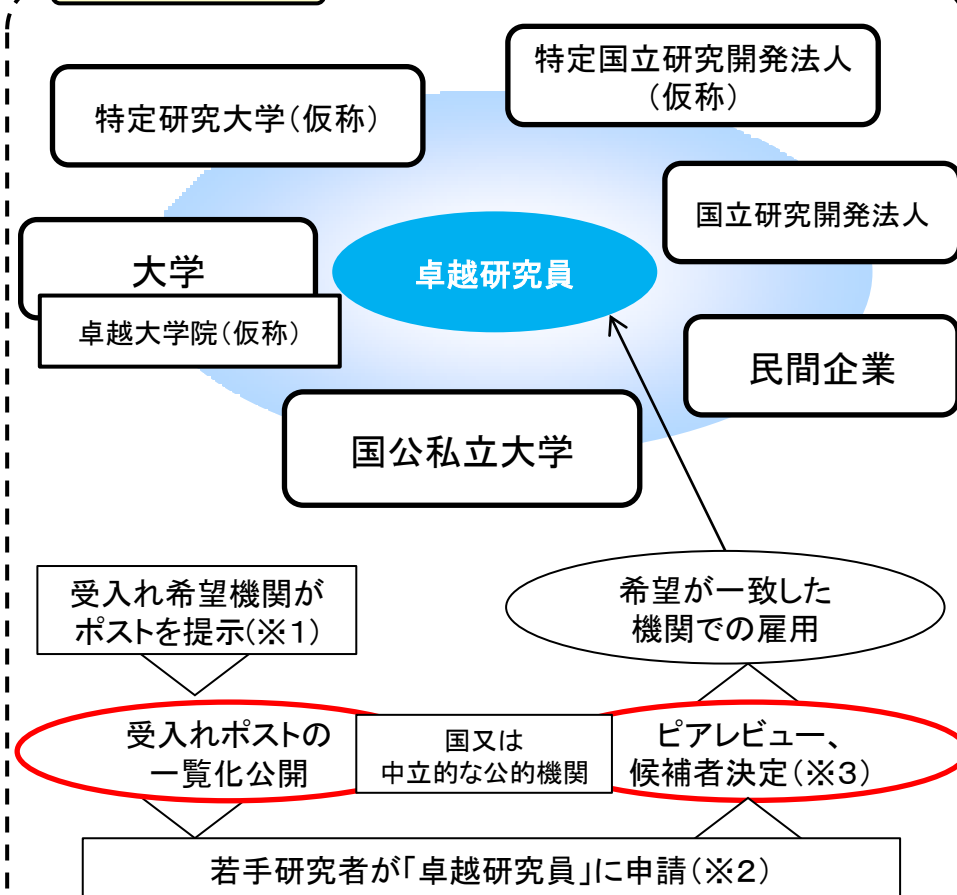 特定国立研究開発法人
(仮称)
特定研究大学(仮称)
国立研究開発法人
大学
卓越研究員
卓越大学院(仮称)
民間企業
国公私立大学
受入れ希望機関が
ポストを提示(※1)
希望が一致した
機関での雇用
受入れポストの
一覧化公開
国又は
中立的な公的機関
ピアレビュー、
候補者決定(※3)
若手研究者が「卓越研究員」に申請(※2)